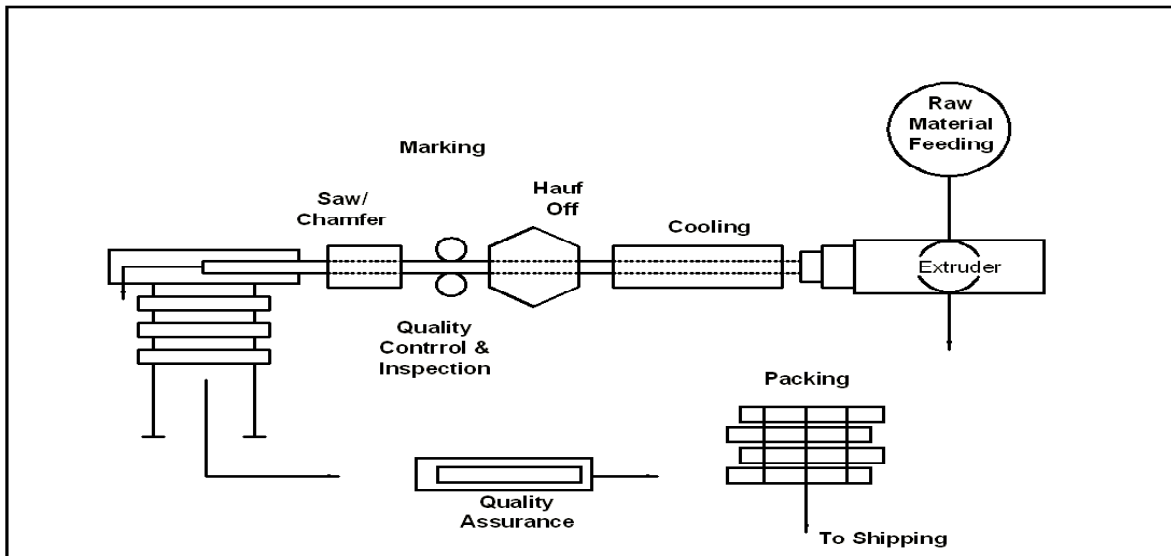 Raw
Material
Feeding
Marking
Hauf
Off
Saw/
Chamfer
Cooling
Extruder
Quality
Contrrol &
Inspection
Packing
Quality
Assurance
To Shipping